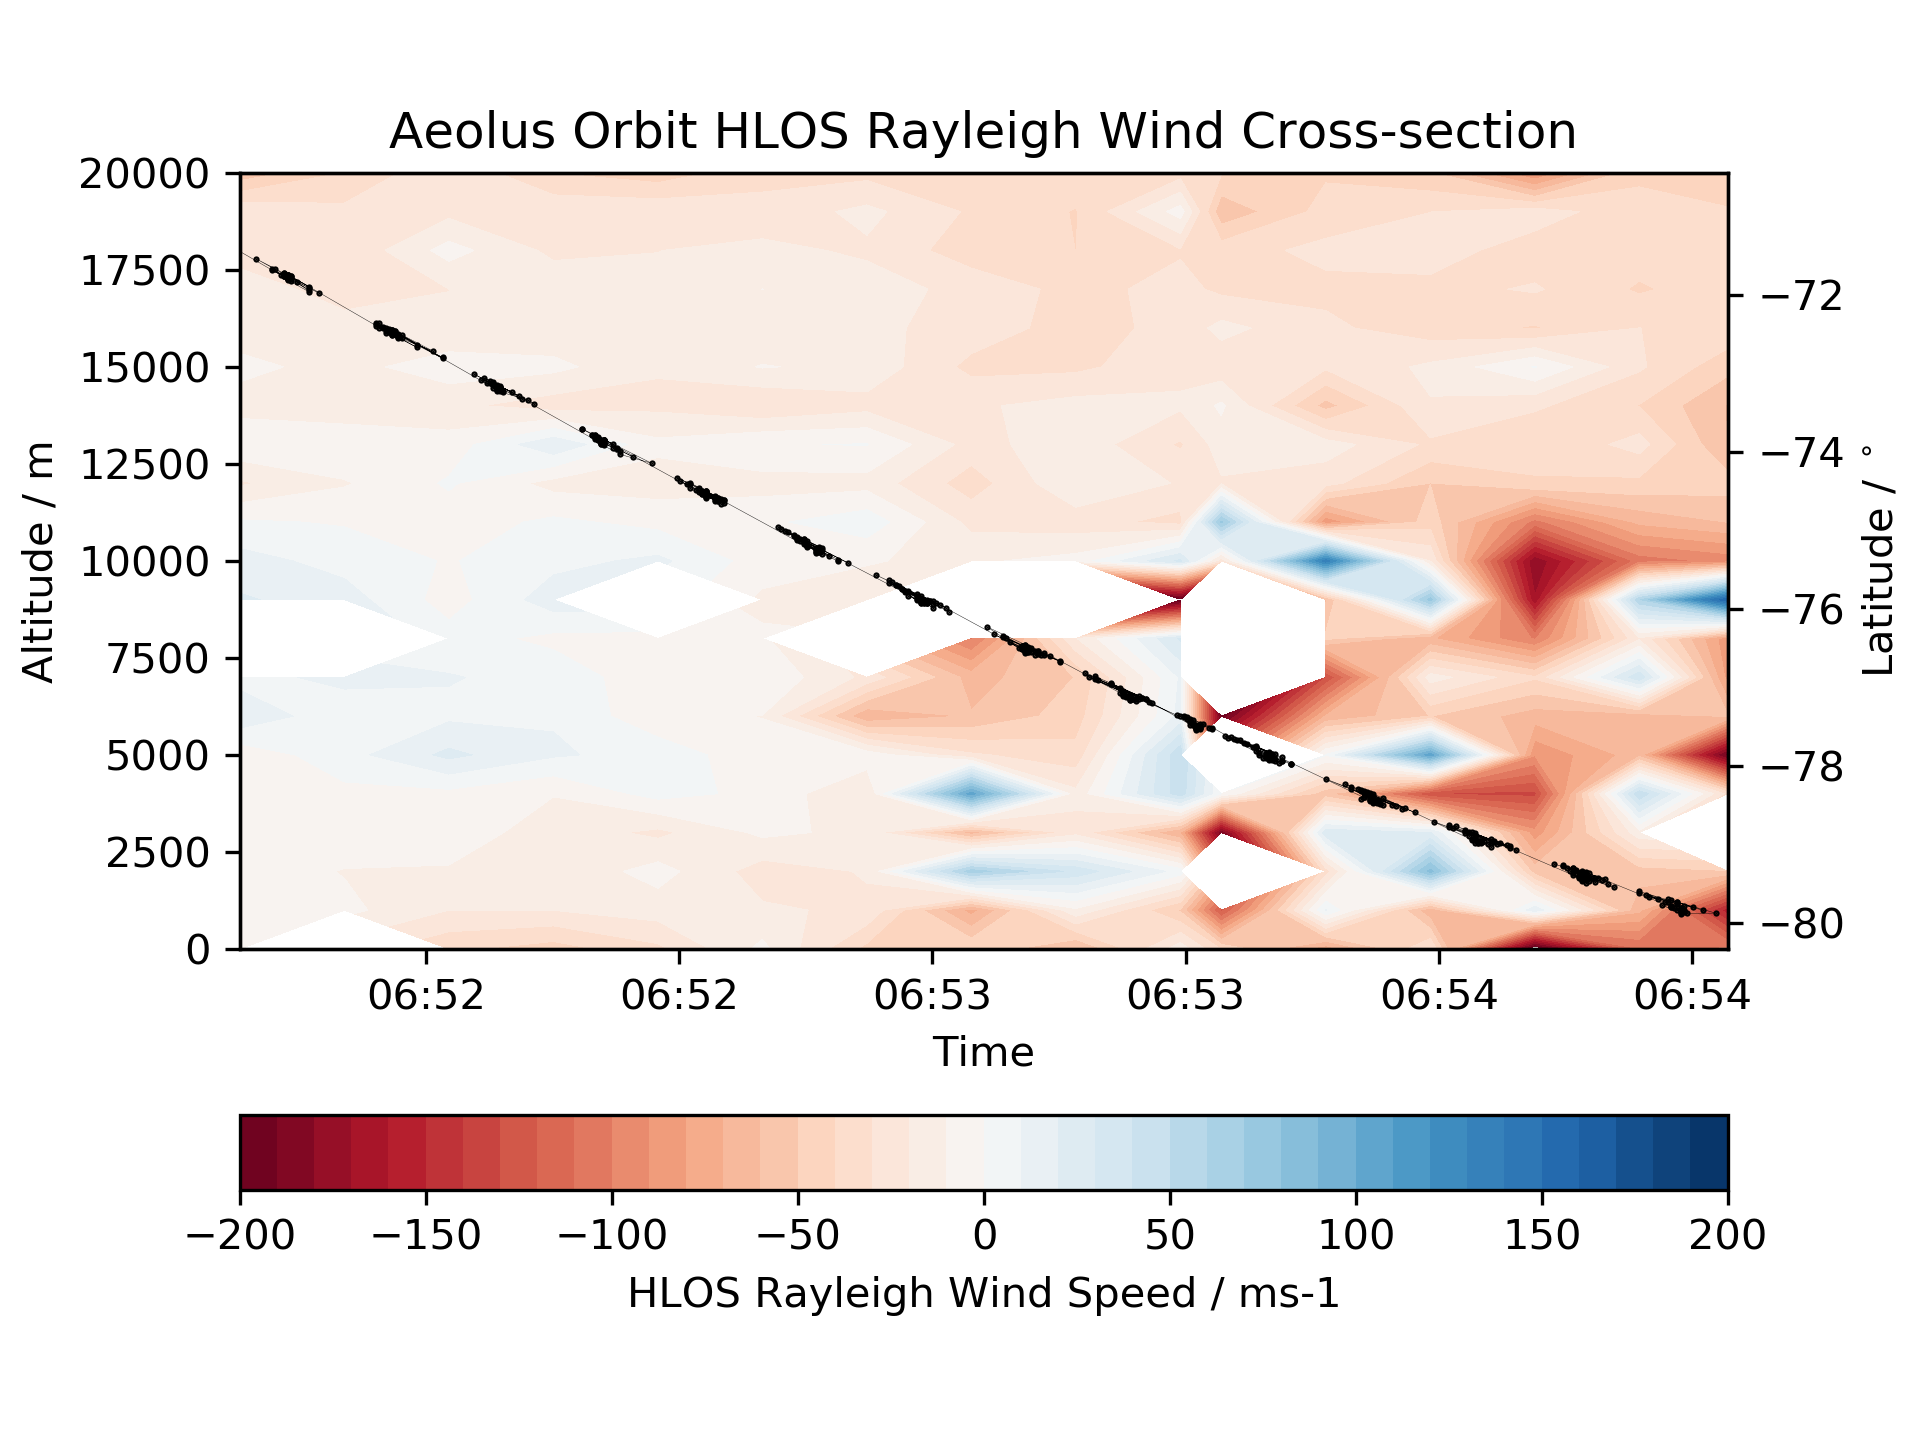 Aeolus Orbit HLOS Rayleigh Wind Cross-section
20000
17500
15000
12500
10000
7500
5000
2500
0
Altitude / m
−72
−74
−76
−78
−80
Latitude / °
06:52 06:52 06:53 06:53 06:54 06:54
Time
−200 −150 −100 −50 0 50 100 150 200
HLOS Rayleigh Wind Speed / ms-1